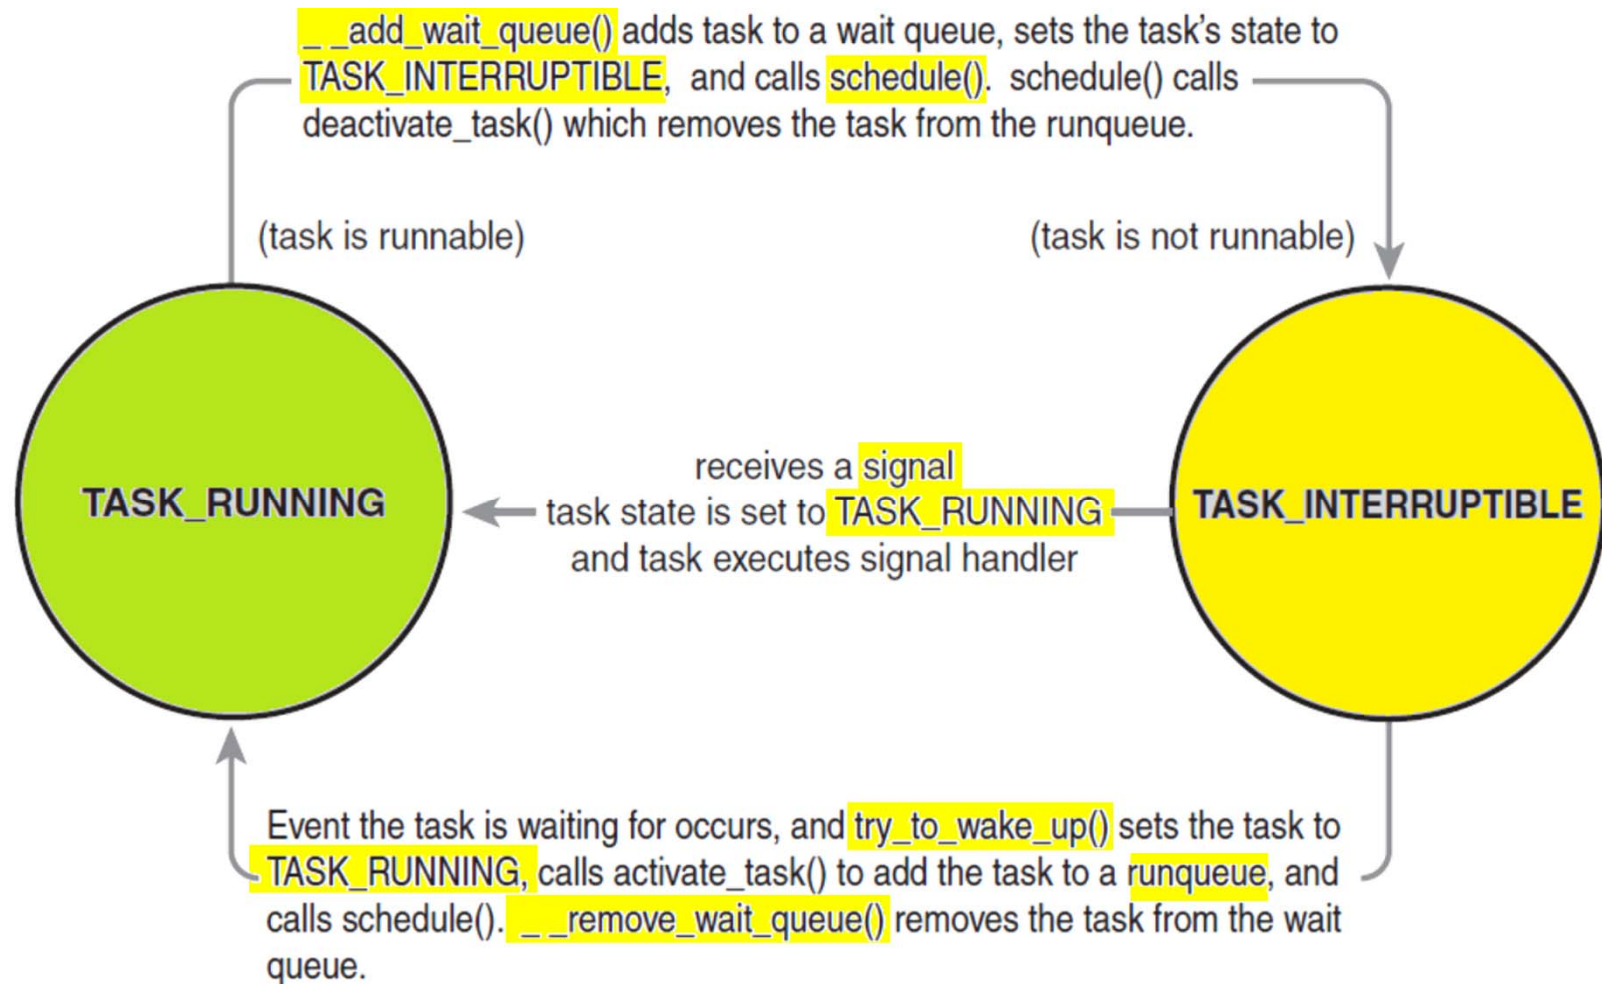 _ _add_wait_queue() adds task to a wait queue, sets the task’s state to
TASK_INTERRUPTIBLE, and calls schedule(). schedule() calls
deactivate_task() which removes the task from the runqueue.
(task is runnable)
(task is not runnable)
TASK_RUNNING
receives a signal
task state is set to TASK_RUNNING
and task executes signal handler
TASK_INTERRUPTIBLE
Event the task is waiting for occurs, and try_to_wake_up() sets the task to
TASK_RUNNING, calls activate_task() to add the task to a runqueue, and
calls schedule(). _ _remove_wait_queue() removes the task from the wait
queue.